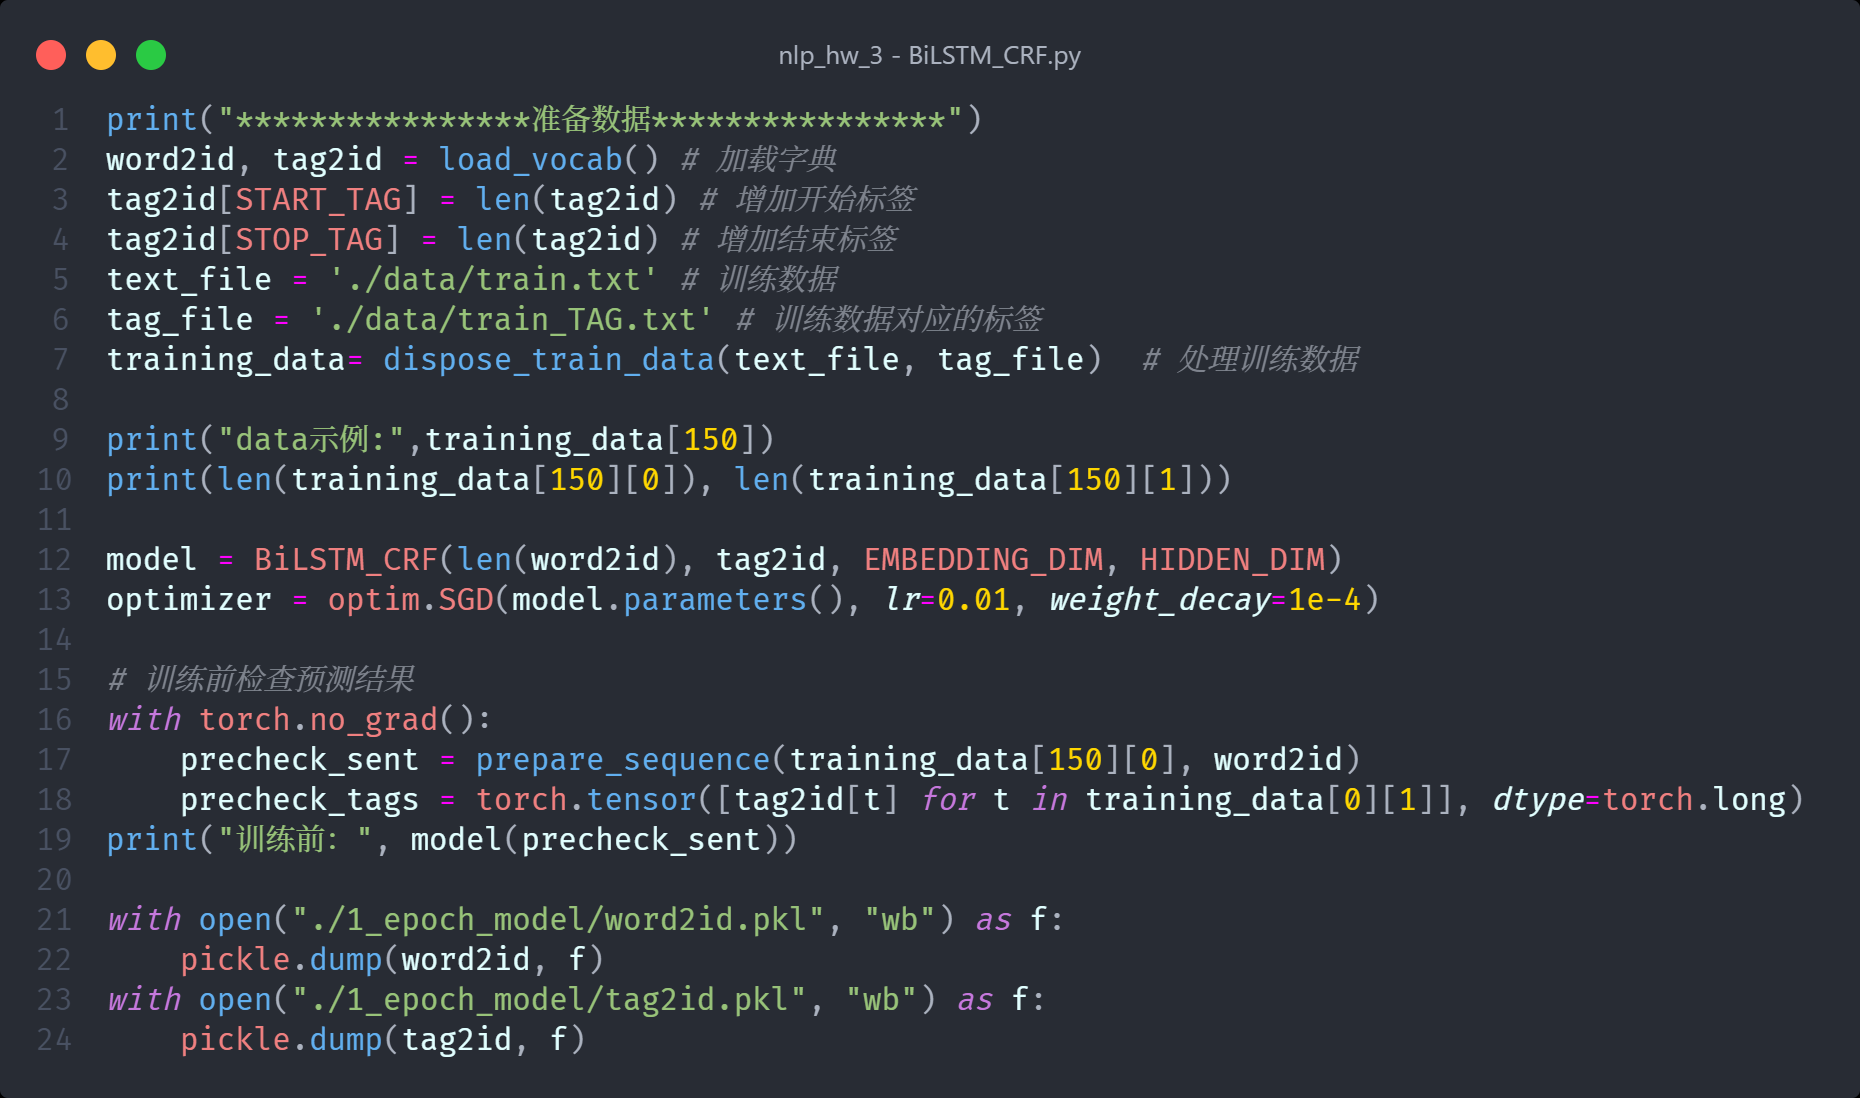 nlp_hw_3 - BiLSTM_CRF.py
1 print("****************准备数据****************")
2 word2id, tag2id = load_vocab() # 加载字典
3 tag2id[START_TAG] = len(tag2id) # 增加开始标签
4 tag2id[STOP_TAG] = len(tag2id) # 增加结束标签
5 text_file = './data/train.txt' # 训练数据
6 tag_file = './data/train_TAG.txt' # 训练数据对应的标签
7 training_data= dispose_train_data(text_file, tag_file)  # 处理训练数据
8
9 print("data示例:",training_data[150])
10 print(len(training_data[150][0]), len(training_data[150][1]))
11
12 model = BiLSTM_CRF(len(word2id), tag2id, EMBEDDING_DIM, HIDDEN_DIM)
13 optimizer = optim.SGD(model.parameters(), lr=0.01, weight_decay=1e-4)
14
15 # 训练前检查预测结果
16 with torch.no_grad():
17     precheck_sent = prepare_sequence(training_data[150][0], word2id)
18     precheck_tags = torch.tensor([tag2id[t] for t in training_data[0][1]], dtype=torch.long)
19 print("训练前：", model(precheck_sent))
20
21 with open("./1_epoch_model/word2id.pkl", "wb") as f:
22     pickle.dump(word2id, f)
23 with open("./1_epoch_model/tag2id.pkl", "wb") as f:
24     pickle.dump(tag2id, f)